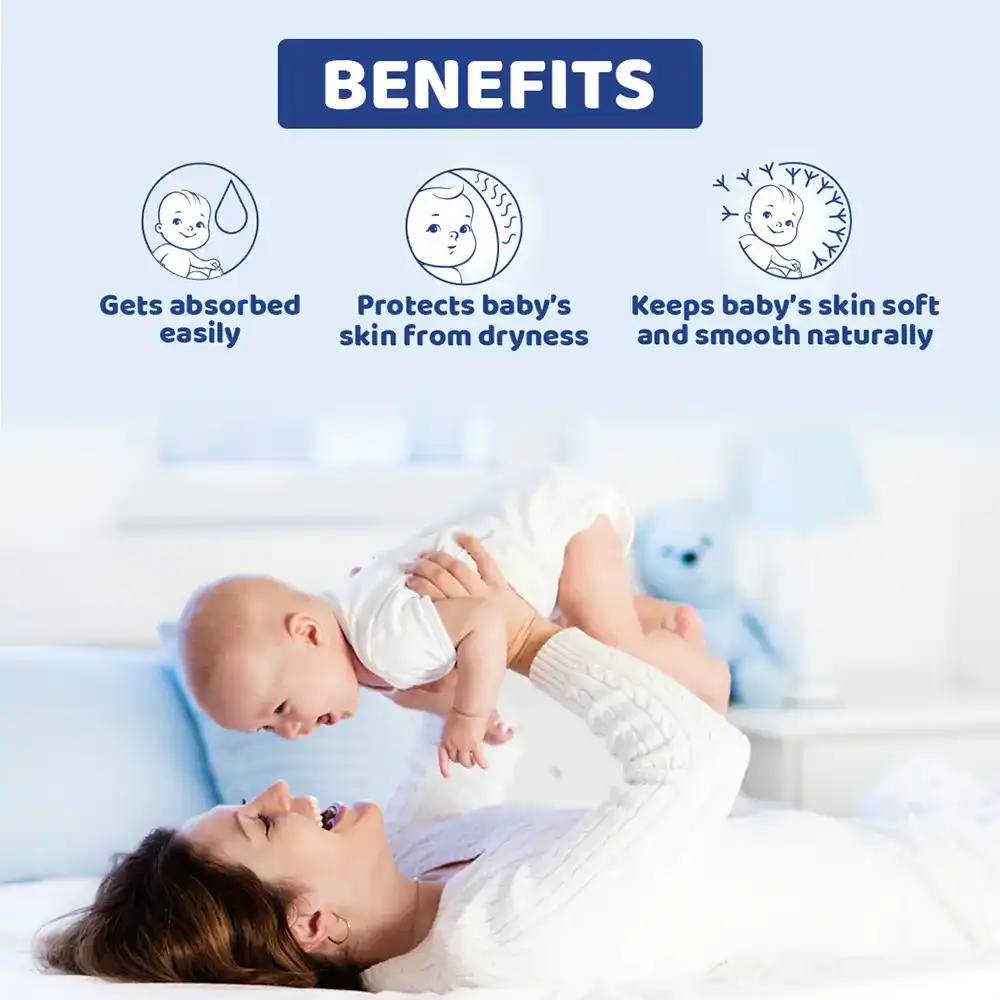 BENEFITS
Gets absorbed
easily
Protects baby's
skin from dryness
Keeps baby's skin soft
and smooth naturally